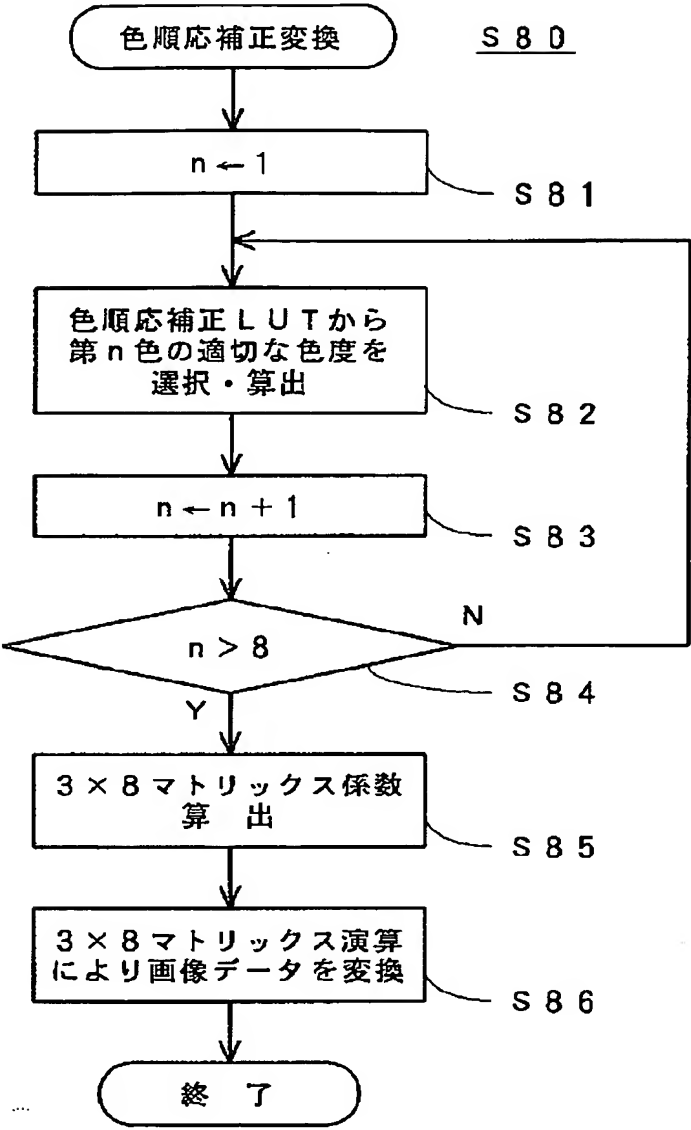 色順応補正変換
S80
n←1
S81
色順応補正LUTから
第n色の適切な色度を
選択・算出
S82
n←n+1
S83
n>8
N
S84
Y
3×8マトリックス係数
算 出
S85
3×8マトリックス演算
により画像データを変換
S86
終 了